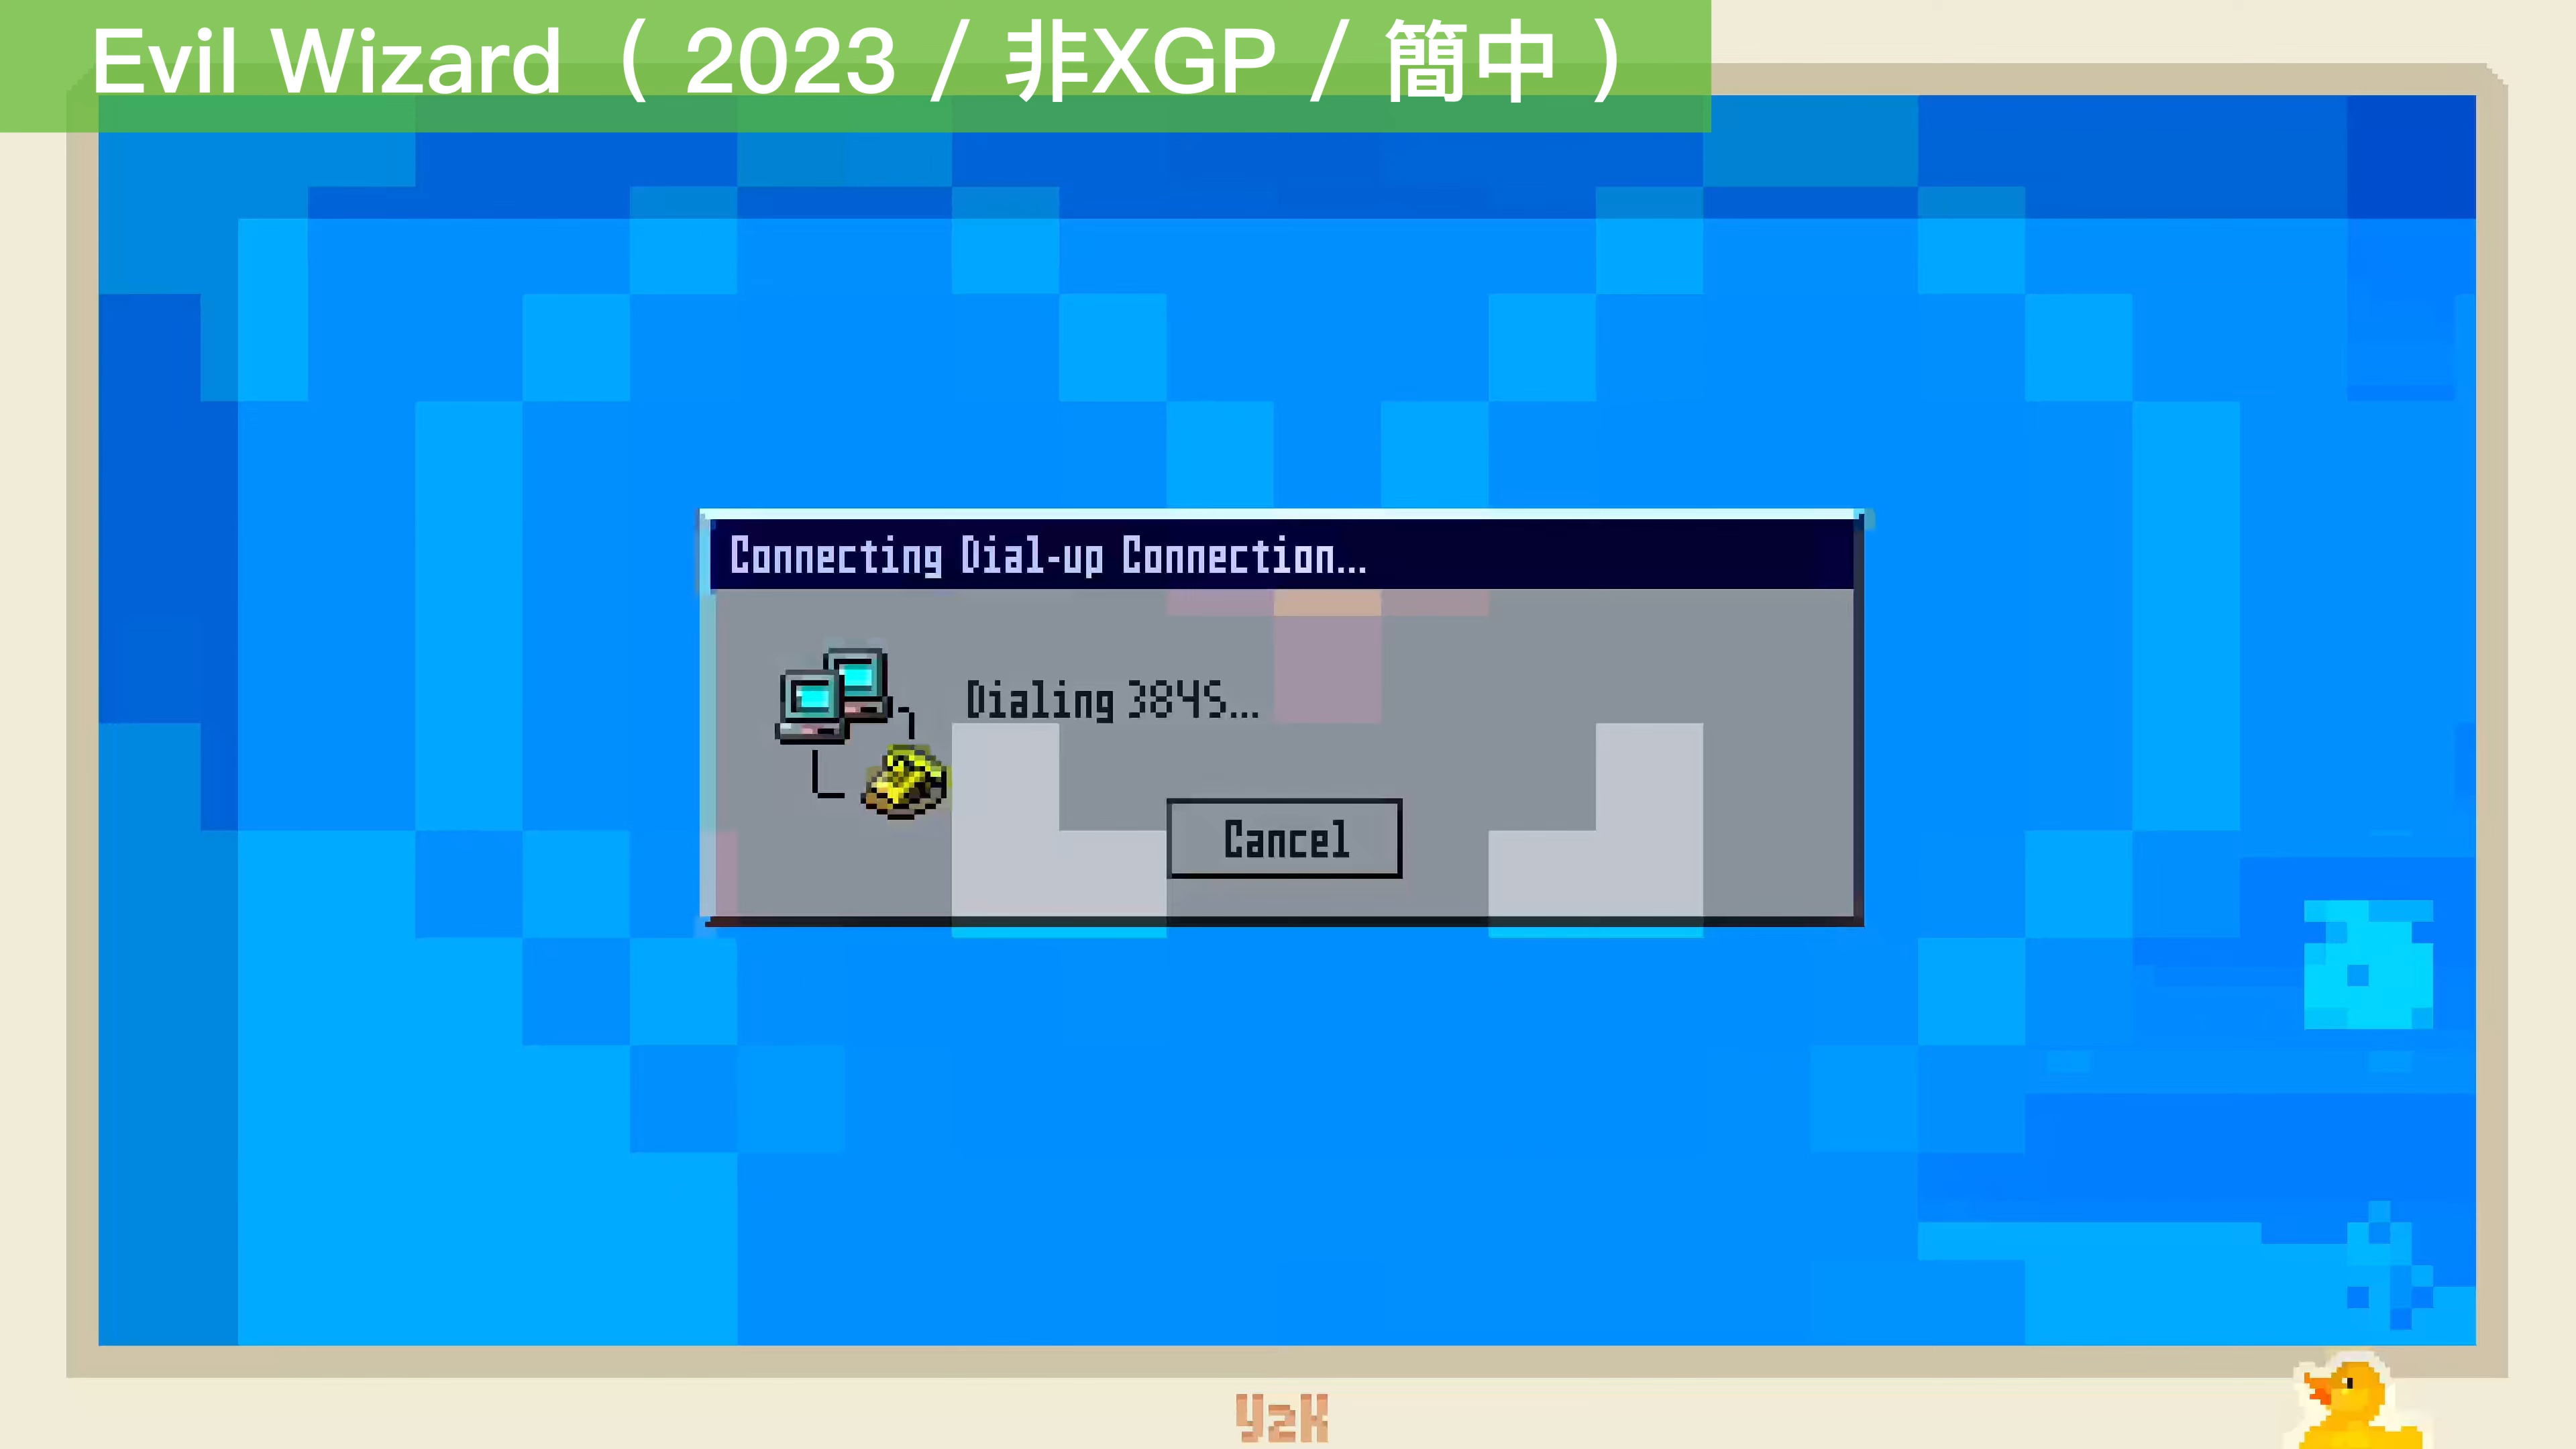 Evil Wizard（2023 / 非XGP / 簡中）
Connecting Dial-up Connection...
Dialing 3845...
Cancel
Y2K